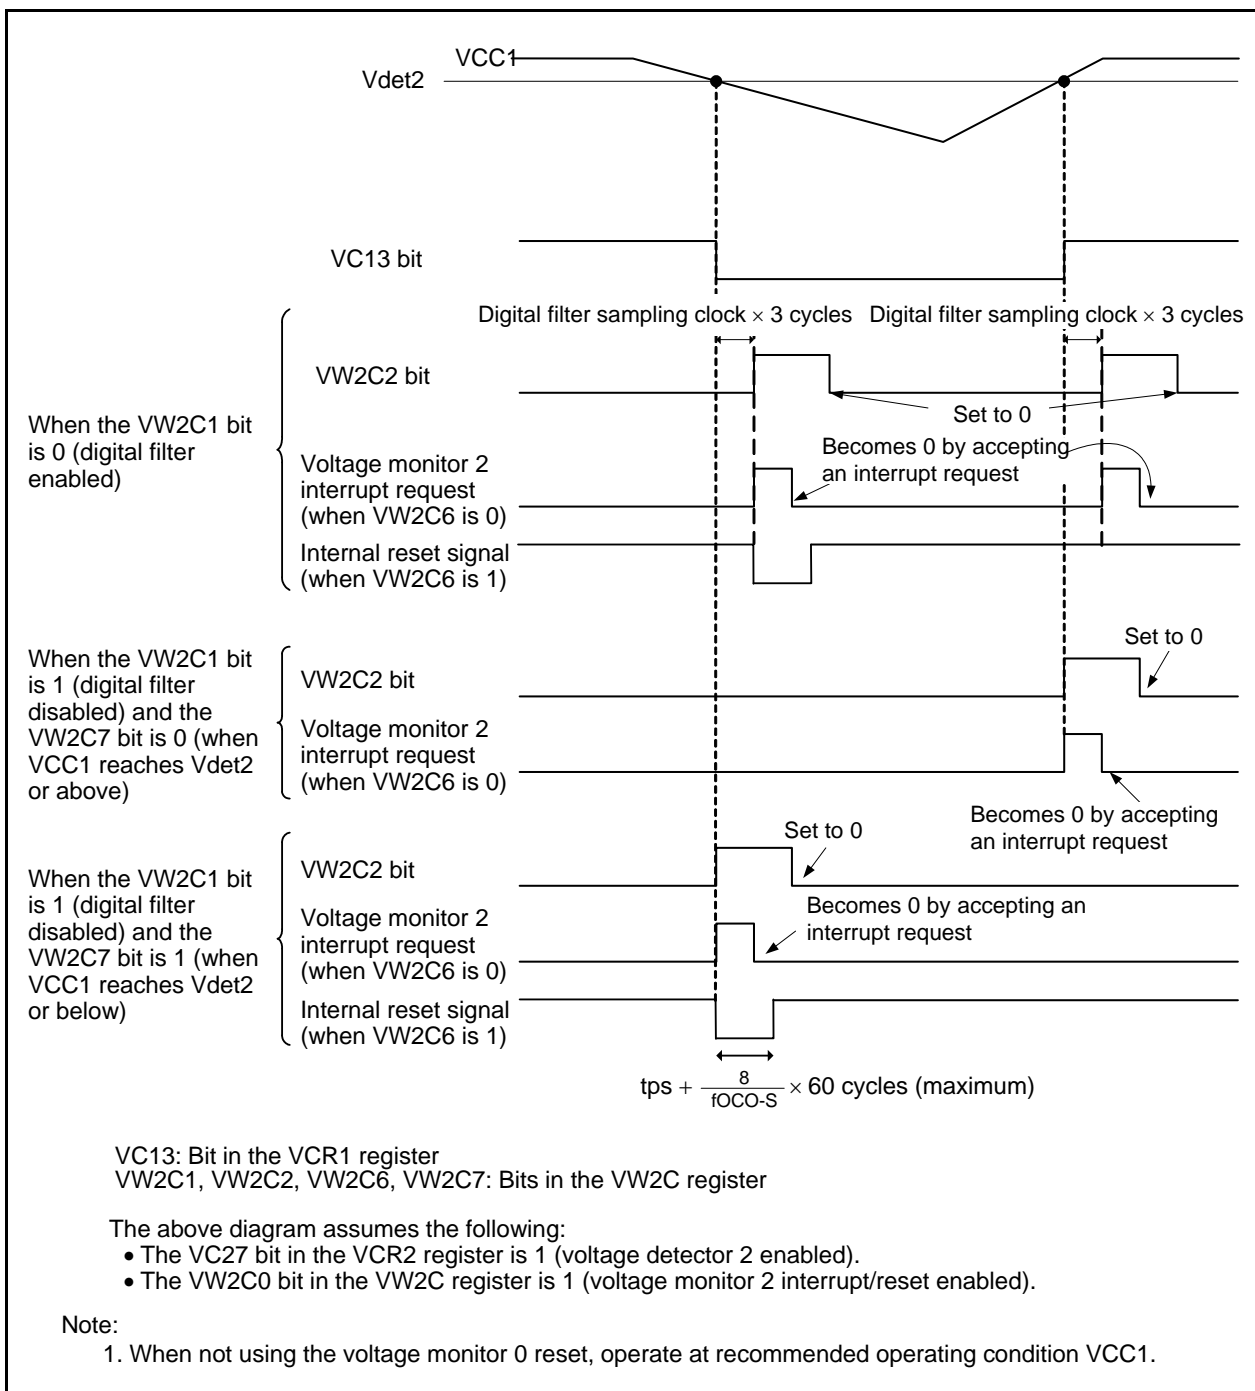 VCC1
Vdet2
VC13 bit
Digital filter sampling clock × 3 cycles
Digital filter sampling clock × 3 cycles
When the VW2C1 bit
is 0 (digital filter
enabled)
VW2C2 bit
Set to 0
Voltage monitor 2
interrupt request
(when VW2C6 is 0)
Becomes 0 by accepting
an interrupt request
Internal reset signal
(when VW2C6 is 1)
When the VW2C1 bit
is 1 (digital filter
disabled) and the
VW2C7 bit is 0 (when
VCC1 reaches Vdet2
or above)
VW2C2 bit
Set to 0
Voltage monitor 2
interrupt request
(when VW2C6 is 0)
Becomes 0 by accepting
an interrupt request
When the VW2C1 bit
is 1 (digital filter
disabled) and the
VW2C7 bit is 1 (when
VCC1 reaches Vdet2
or below)
VW2C2 bit
Set to 0
Voltage monitor 2
interrupt request
(when VW2C6 is 0)
Becomes 0 by accepting an
interrupt request
Internal reset signal
(when VW2C6 is 1)
tps + 8/fOCO-S × 60 cycles (maximum)
VC13: Bit in the VCR1 register
VW2C1, VW2C2, VW2C6, VW2C7: Bits in the VW2C register
The above diagram assumes the following:
• The VC27 bit in the VCR2 register is 1 (voltage detector 2 enabled).
• The VW2C0 bit in the VW2C register is 1 (voltage monitor 2 interrupt/reset enabled).
Note:
1. When not using the voltage monitor 0 reset, operate at recommended operating condition VCC1.